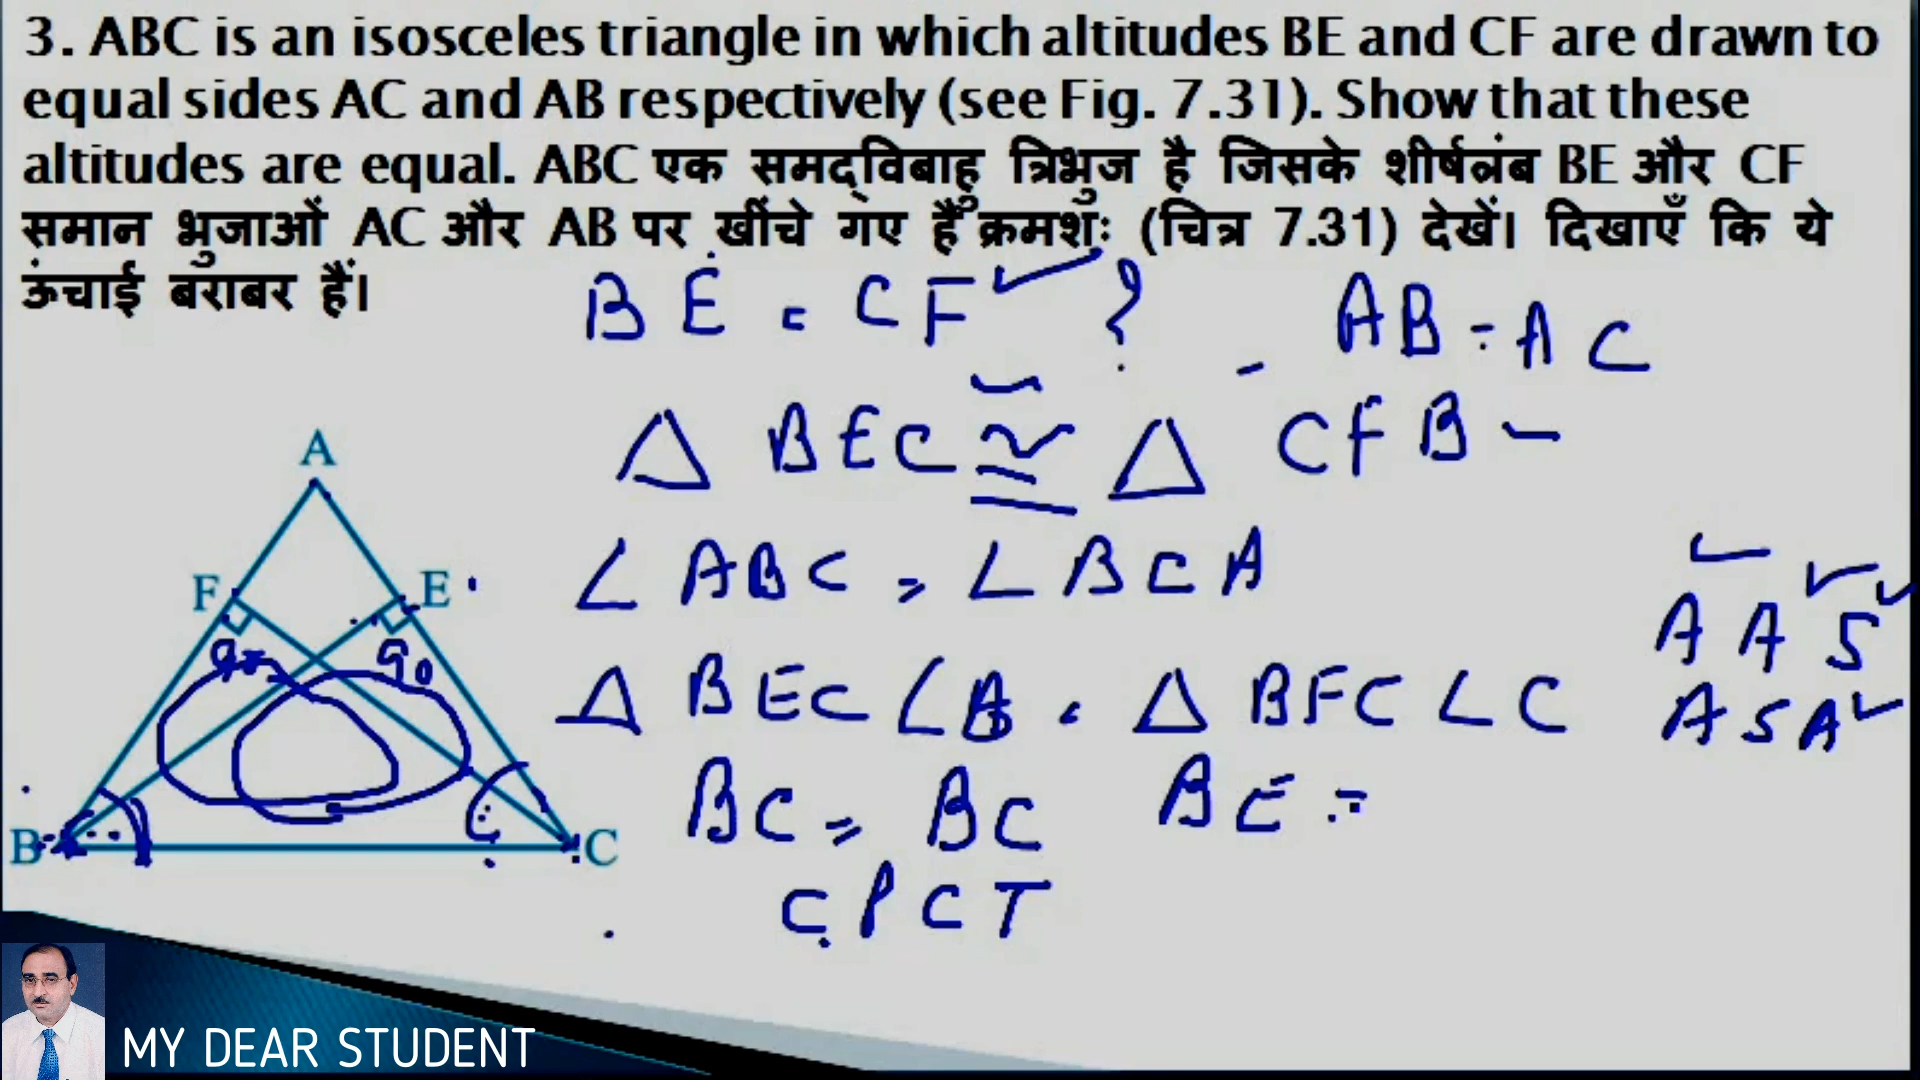 3. ABC is an isosceles triangle in which altitudes BE and CF are drawn to
equal sides AC and AB respectively (see Fig. 7.31). Show that these
altitudes are equal. ABC एक समद्विबाहु त्रिभुज है जिसके शीर्षलंब BE और CF
समान भुजाओं AC और AB पर खींचे गए हैं क्रमशः (चित्र 7.31) देखें। दिखाएँ कि ये
ऊंचाई बराबर हैं।
BE = CF ✓ ?
AB = AC
△ BEC ≅ △ CFB
A
F
E
90
90
B
C
∠ABC = ∠BCA
△ BEC ∠B = △ BFC ∠C
BC = BC
BE =
CPCT
AAS
ASA
MY DEAR STUDENT